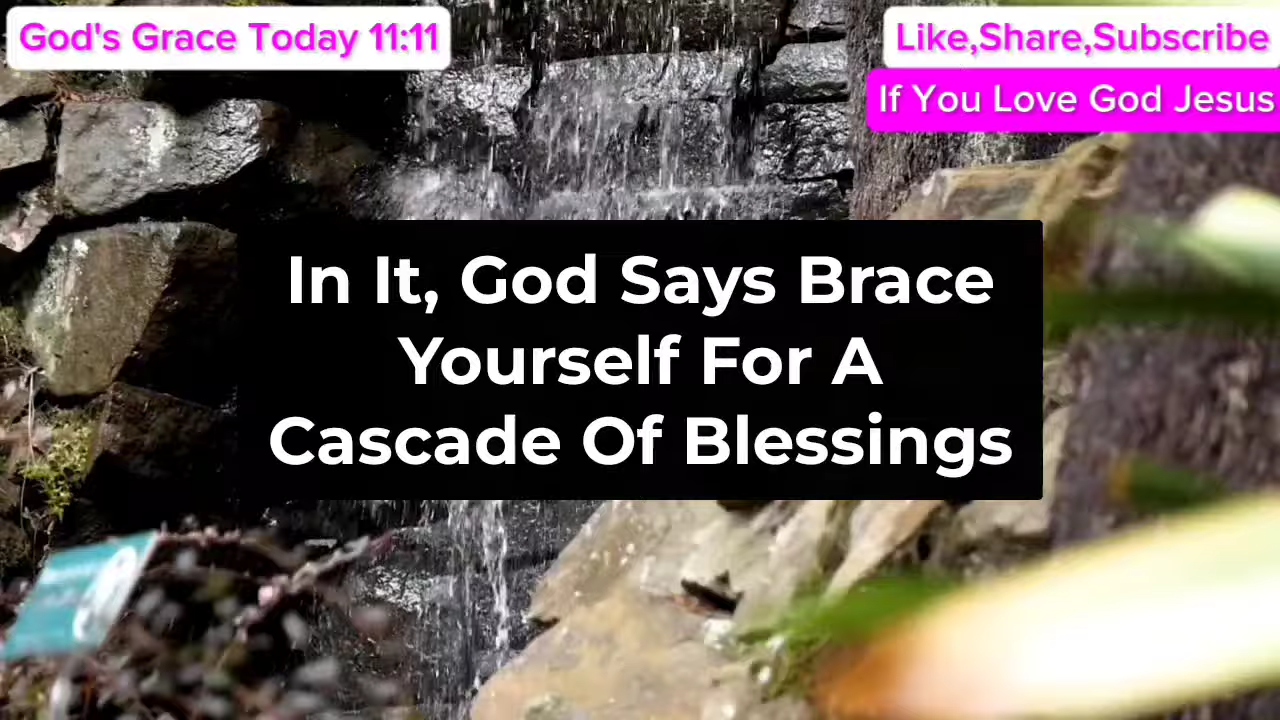 God's Grace Today 11:11
Like,Share,Subscribe
If You Love God Jesus
In It, God Says Brace
Yourself For A
Cascade Of Blessings